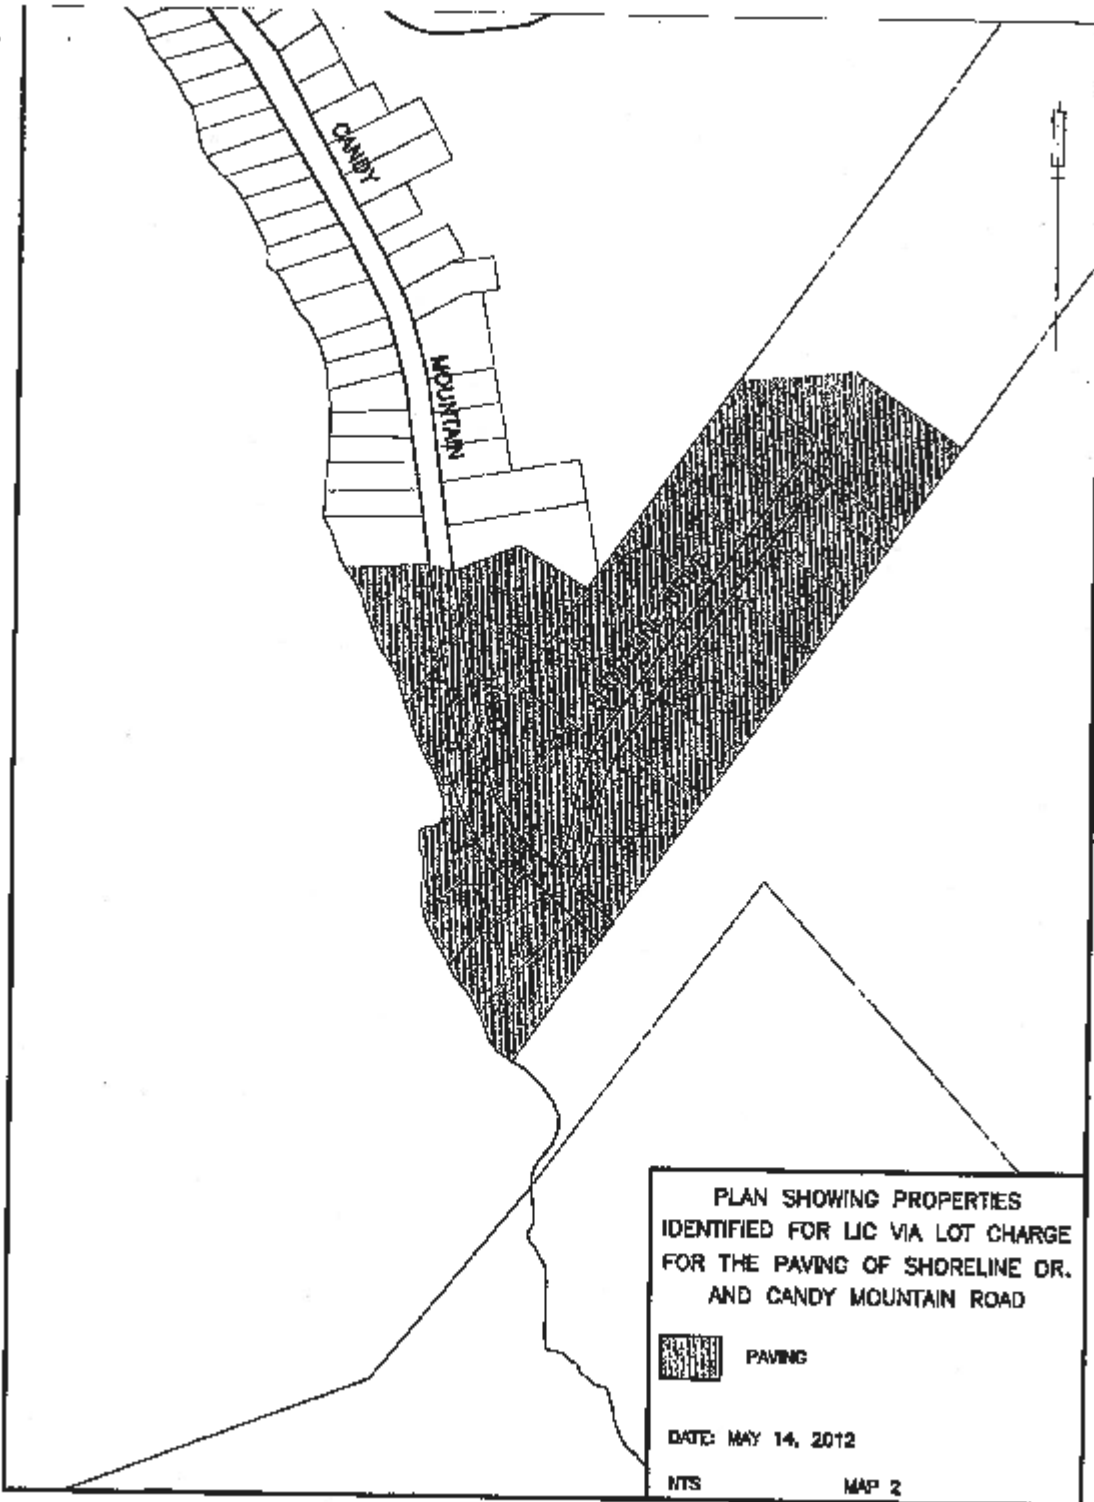 CANDY
MOUNTAIN
PLAN SHOWING PROPERTIES
IDENTIFIED FOR LIC VIA LOT CHARGE
FOR THE PAVING OF SHORELINE DR.
AND CANDY MOUNTAIN ROAD
PAVING
DATE: MAY 14, 2012
NTS MAP 2